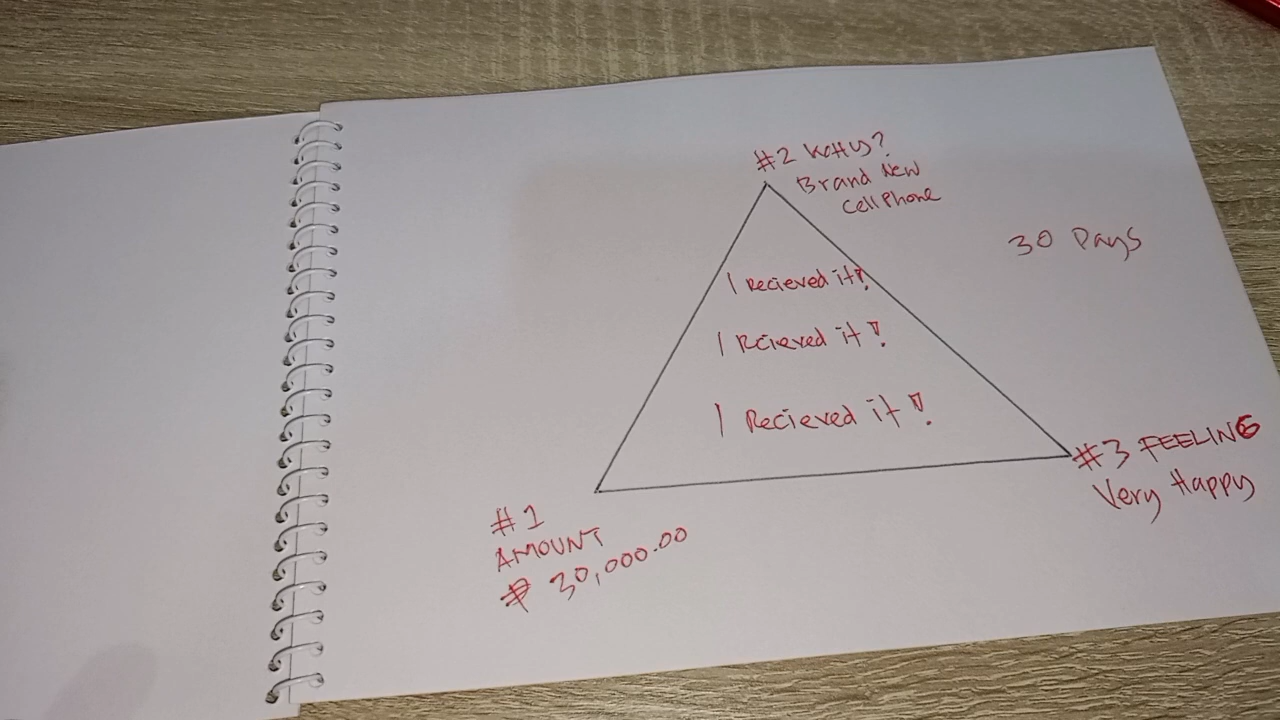 #2 WHY?
Brand New
Cellphone
30 Days
I Recieved it!
I Rcieved it!
I Recieved it!
#3 FEELING
Very Happy
#1
AMOUNT
₱ 30,000.00